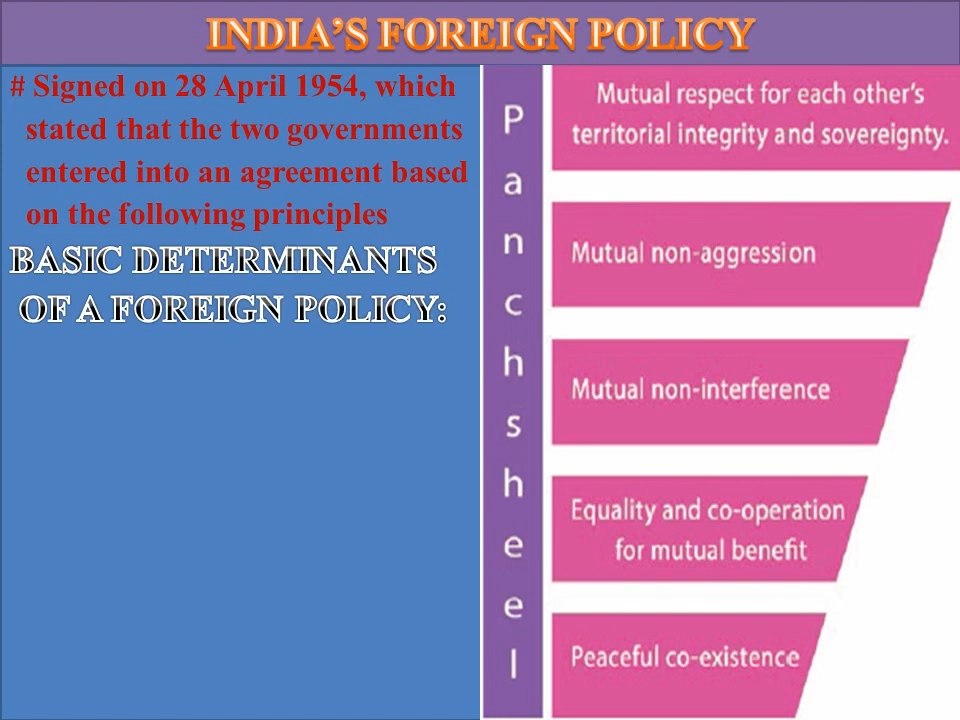 INDIA’S FOREIGN POLICY
# Signed on 28 April 1954, which
stated that the two governments
entered into an agreement based
on the following principles
BASIC DETERMINANTS
OF A FOREIGN POLICY:
Panchsheel
Mutual respect for each other’s
territorial integrity and sovereignty.
Mutual non-aggression
Mutual non-interference
Equality and co-operation
for mutual benefit
Peaceful co-existence